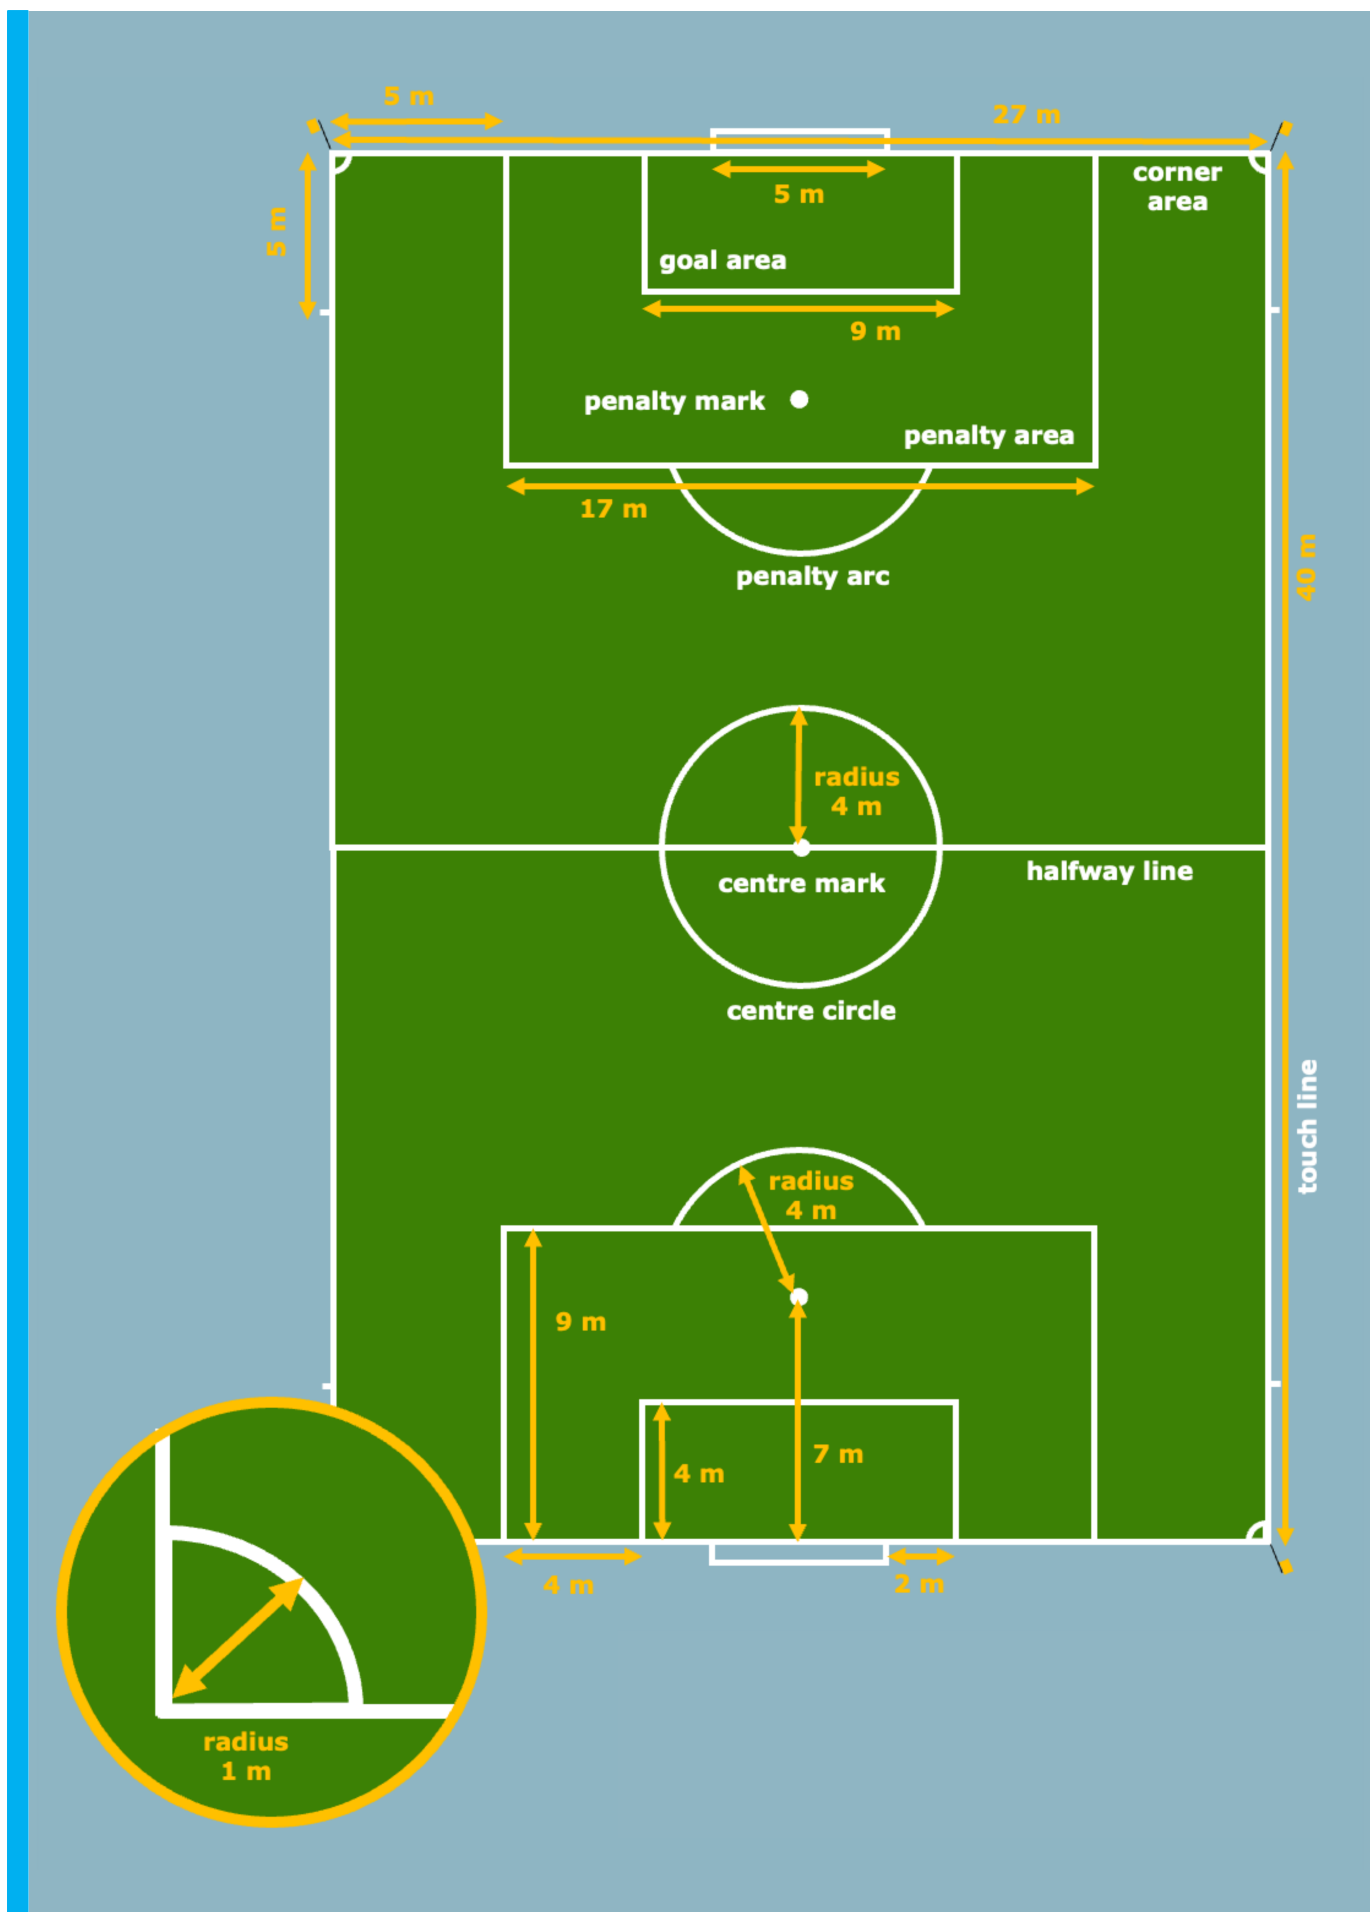 5 m
27 m
corner
area
5 m
5 m
goal area
9 m
penalty mark
penalty area
17 m
40 m
penalty arc
radius
4 m
centre mark
halfway line
centre circle
touch line
radius
4 m
9 m
7 m
4 m
4 m
2 m
radius
1 m